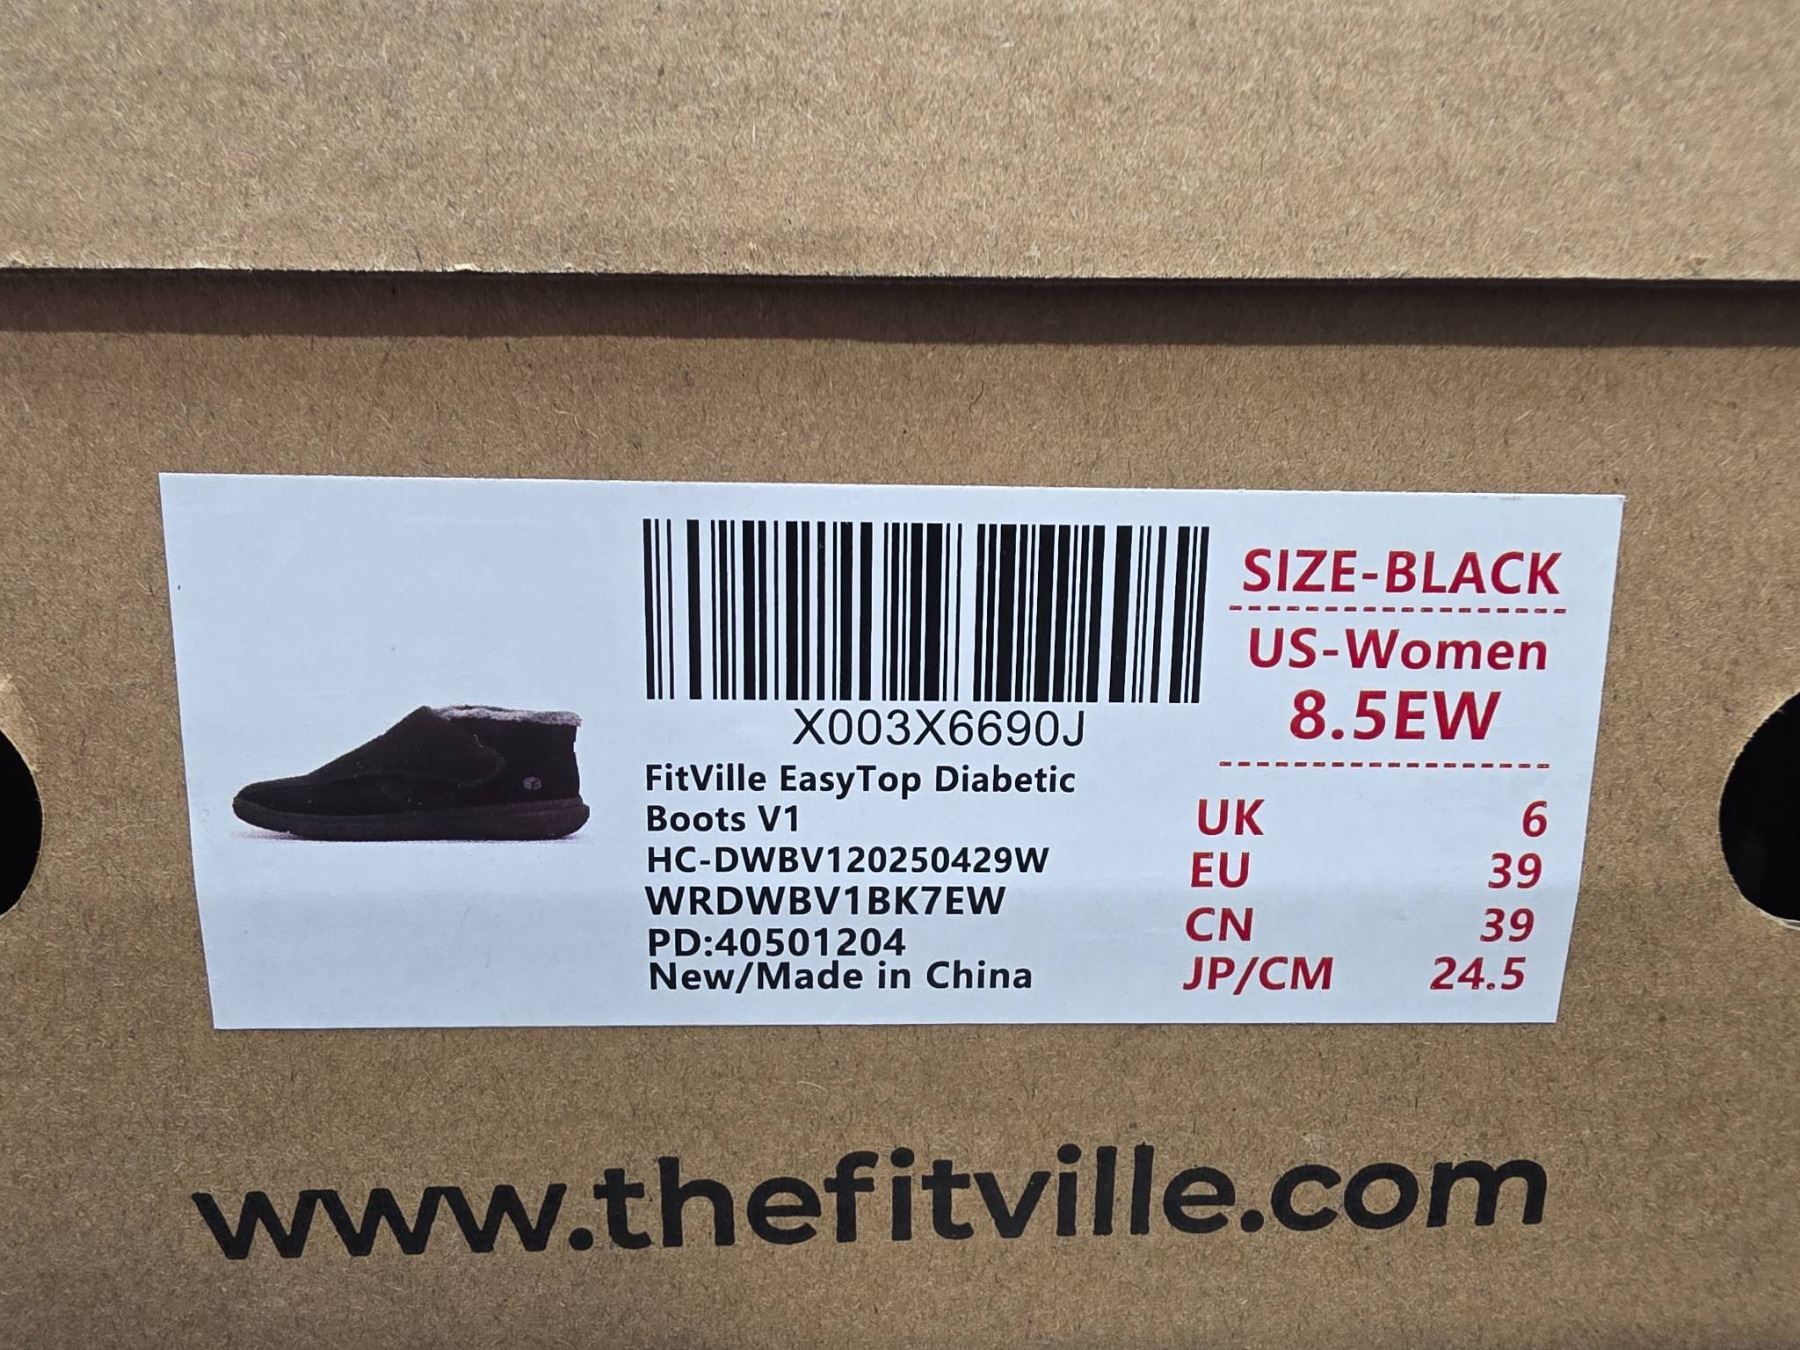 X003X6690J
FitVille EasyTop Diabetic
Boots V1
HC-DWBV120250429W
WRDWBV1BK7EW
PD:40501204
New/Made in China
SIZE-BLACK
US-Women
8.5EW
UK 6
EU 39
CN 39
JP/CM 24.5
www.thefitville.com